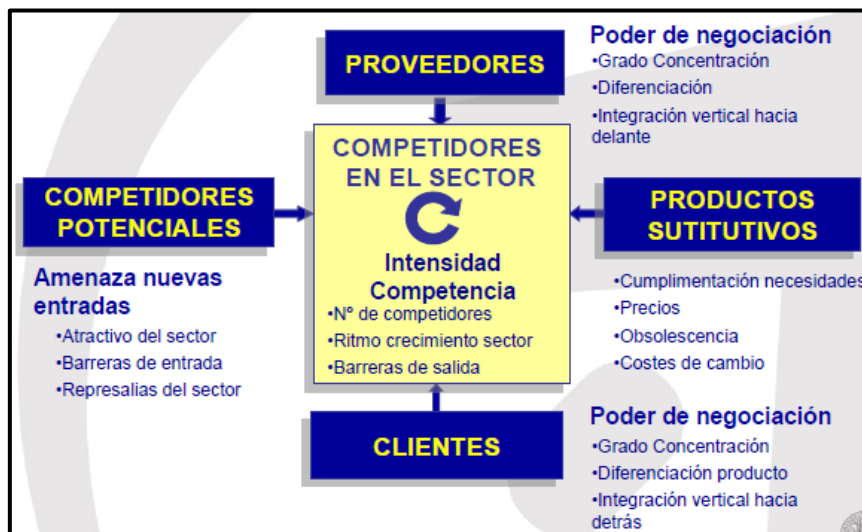 PROVEEDORES
Poder de negociación
•Grado Concentración
•Diferenciación
•Integración vertical hacia
delante
COMPETIDORES
EN EL SECTOR
Intensidad
Competencia
•Nº de competidores
•Ritmo crecimiento sector
•Barreras de salida
COMPETIDORES
POTENCIALES
Amenaza nuevas
entradas
•Atractivo del sector
•Barreras de entrada
•Represalias del sector
PRODUCTOS
SUTITUTIVOS
•Cumplimentación necesidades
•Precios
•Obsolescencia
•Costes de cambio
CLIENTES
Poder de negociación
•Grado Concentración
•Diferenciación producto
•Integración vertical hacia
detrás